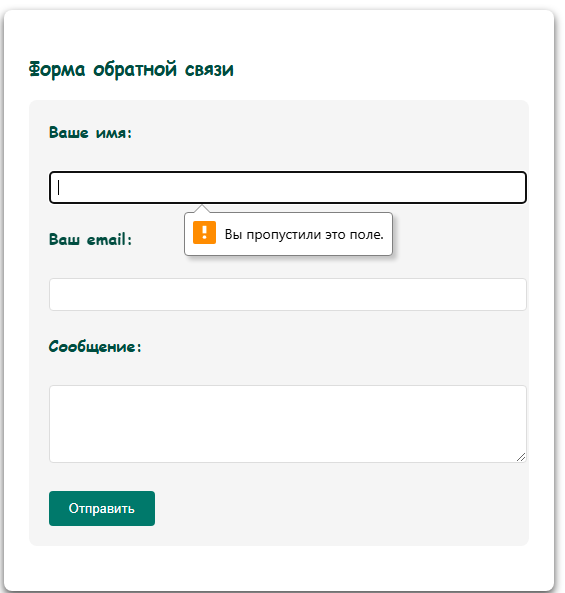 Форма обратной связи
Ваше имя:
Вы пропустили это поле.
Ваш email:
Сообщение:
Отправить